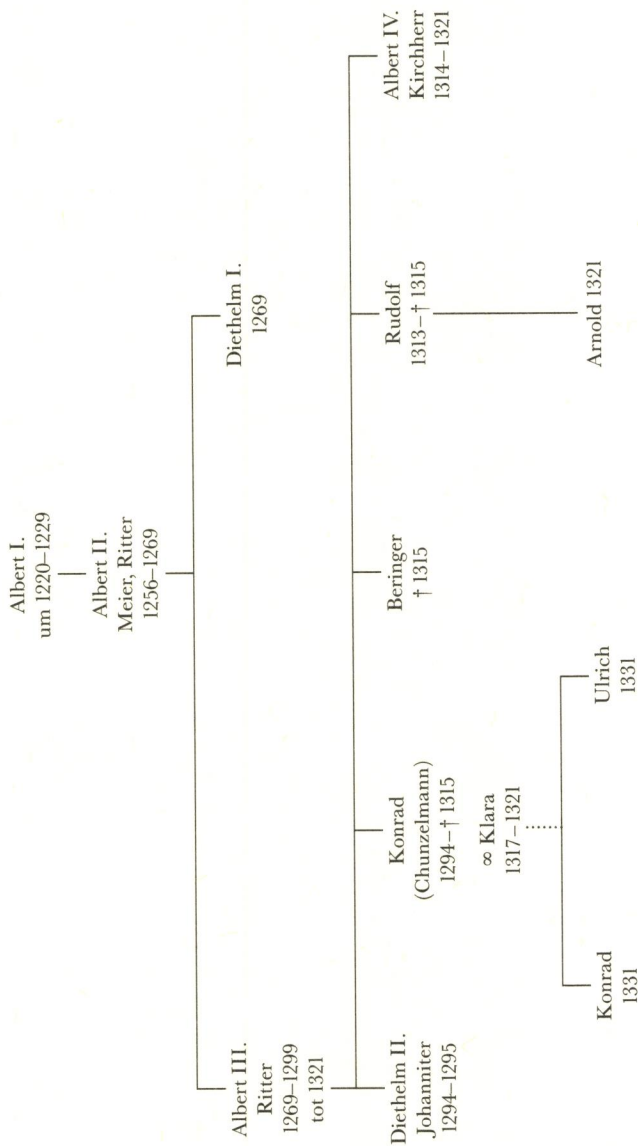 Albert I.
um 1220–1229
Albert II.
Meier, Ritter
1256–1269
Albert III.
Ritter
1269–1299
tot 1321
Diethelm I.
1269
Diethelm II.
Johanniter
1294–1295
Konrad
(Chunzelmann)
1294–† 1315
∞ Klara
1317–1321
Beringer
† 1315
Rudolf
1313–† 1315
Albert IV.
Kirchherr
1314–1321
Konrad
1331
Ulrich
1331
Arnold 1321